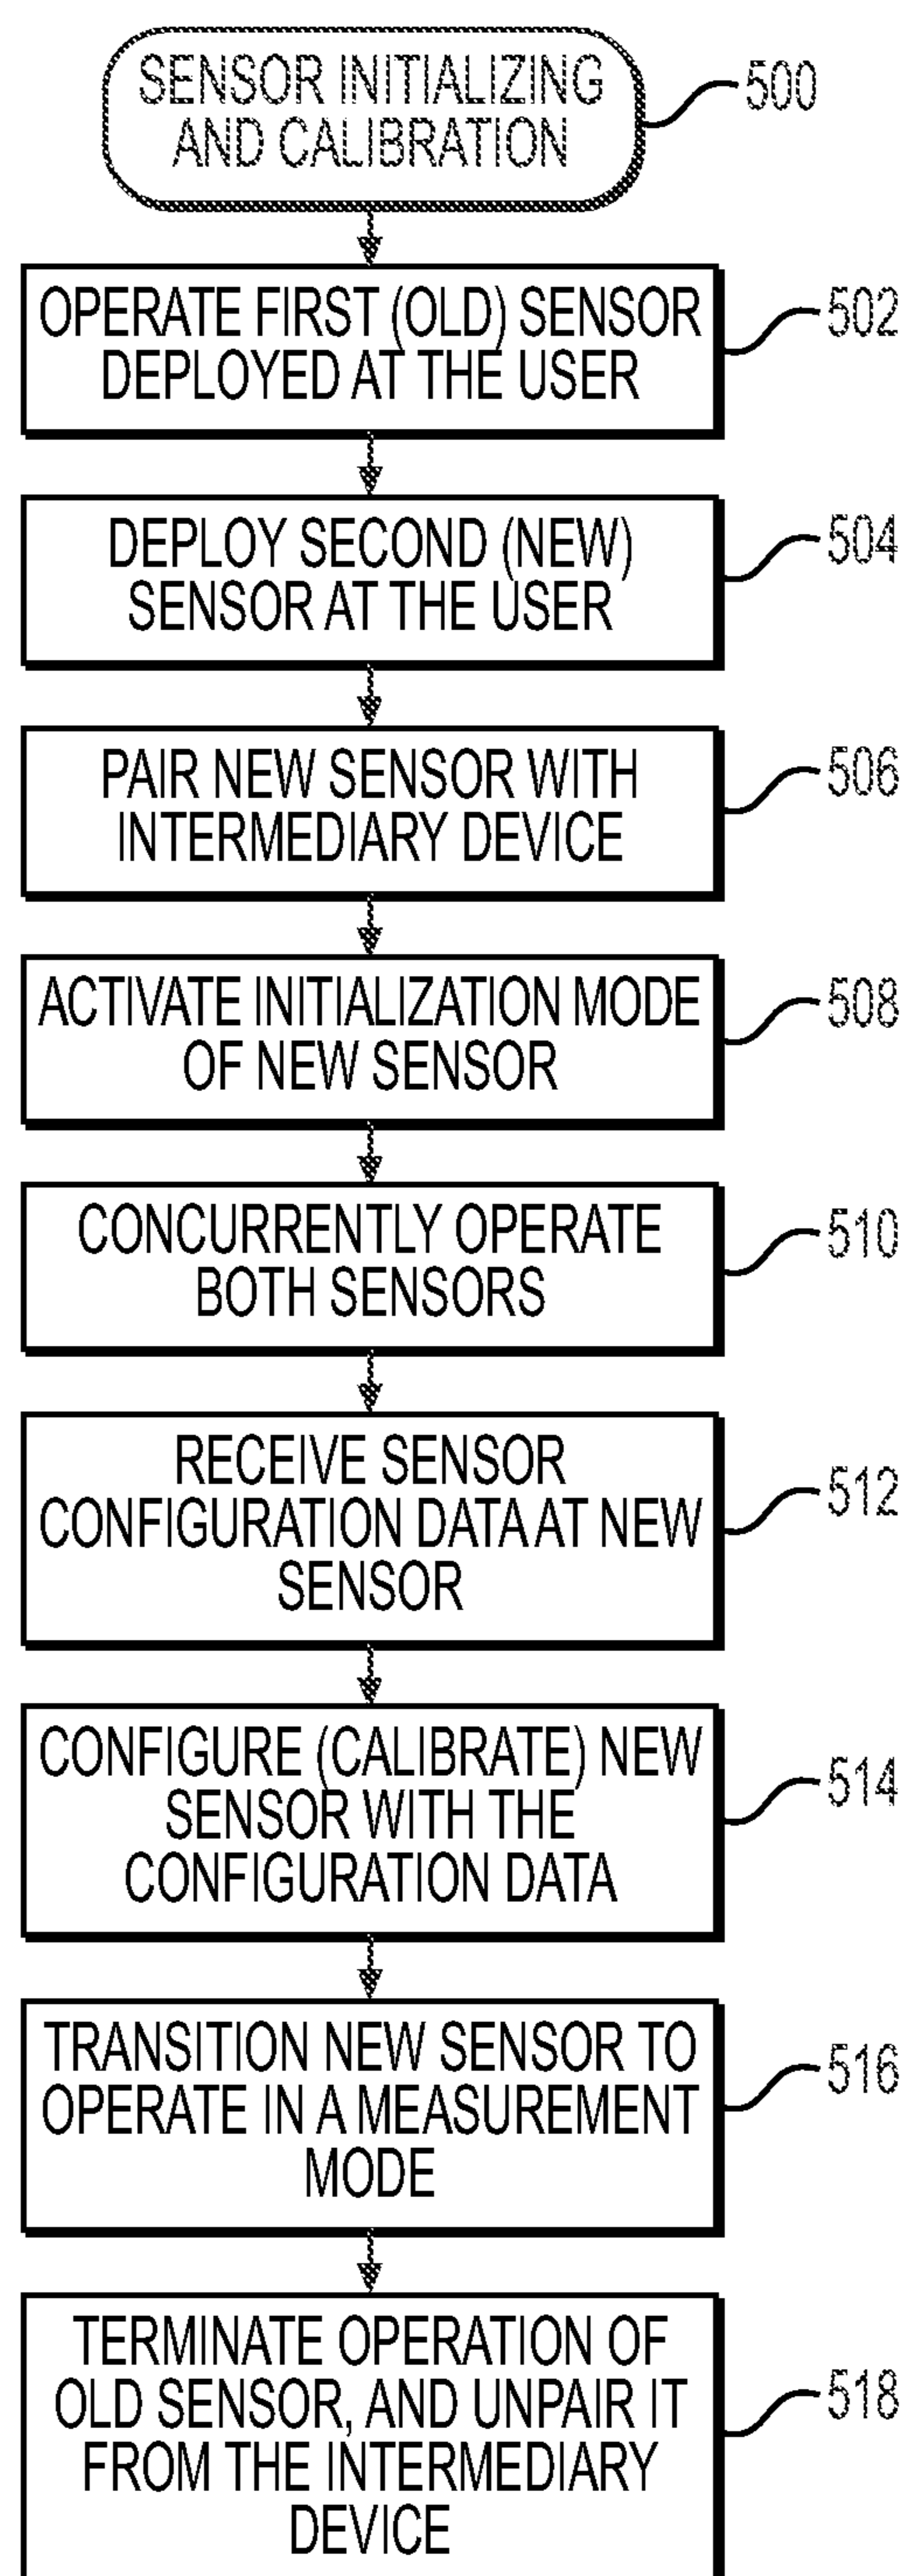 SENSOR INITIALIZING
AND CALIBRATION
500
OPERATE FIRST (OLD) SENSOR
DEPLOYED AT THE USER
502
DEPLOY SECOND (NEW)
SENSOR AT THE USER
504
PAIR NEW SENSOR WITH
INTERMEDIARY DEVICE
506
ACTIVATE INITIALIZATION MODE
OF NEW SENSOR
508
CONCURRENTLY OPERATE
BOTH SENSORS
510
RECEIVE SENSOR
CONFIGURATION DATA AT NEW
SENSOR
512
CONFIGURE (CALIBRATE) NEW
SENSOR WITH THE
CONFIGURATION DATA
514
TRANSITION NEW SENSOR TO
OPERATE IN A MEASUREMENT
MODE
516
TERMINATE OPERATION OF
OLD SENSOR, AND UNPAIR IT
FROM THE INTERMEDIARY
DEVICE
518